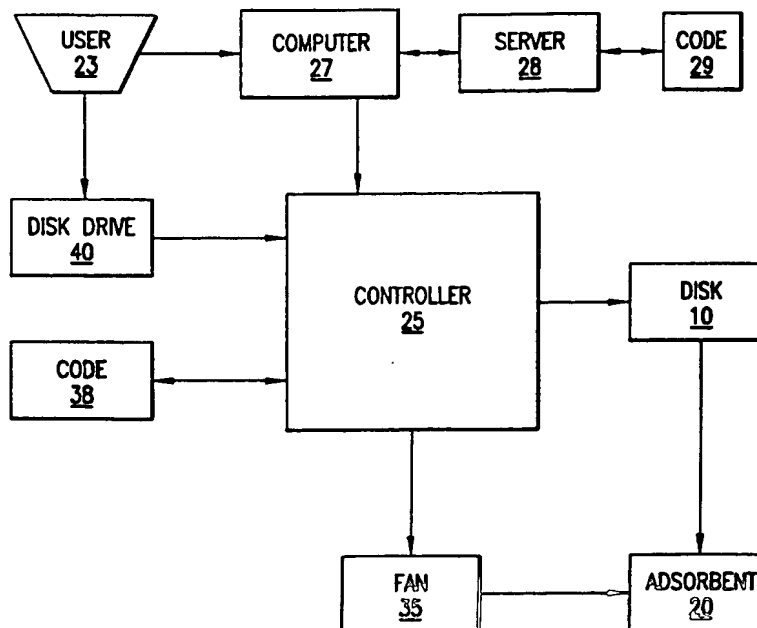 USER
23
COMPUTER
27
SERVER
28
CODE
29
DISK DRIVE
40
CONTROLLER
25
DISK
10
CODE
38
FAN
35
ADSORBENT
20